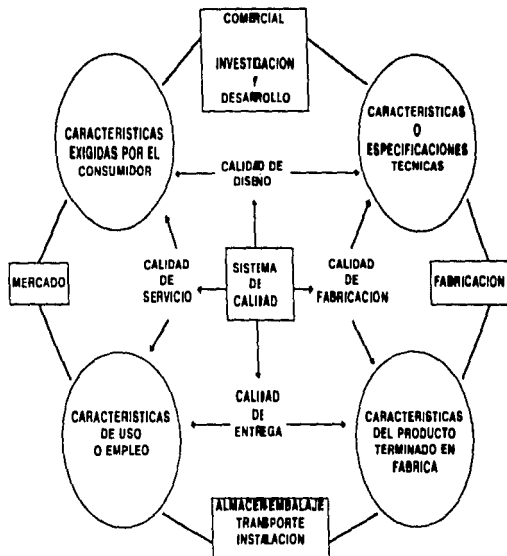 COMERCIAL
INVESTIGACION
Y
DESARROLLO
CARACTERISTICAS
EXIGIDAS POR EL
CONSUMIDOR
CARACTERISTICAS
O
ESPECIFICACIONES
TECNICAS
CALIDAD DE
DISEÑO
MERCADO
CALIDAD
DE
SERVICIO
SISTEMA
DE
CALIDAD
CALIDAD
DE
FABRICACION
FABRICACION
CARACTERISTICAS
DE USO
O EMPLEO
CALIDAD
DE
ENTREGA
CARACTERISTICAS
DEL PRODUCTO
TERMINADO EN
FABRICA
ALMACEN-EMBALAJE
TRANSPORTE
INSTALACION